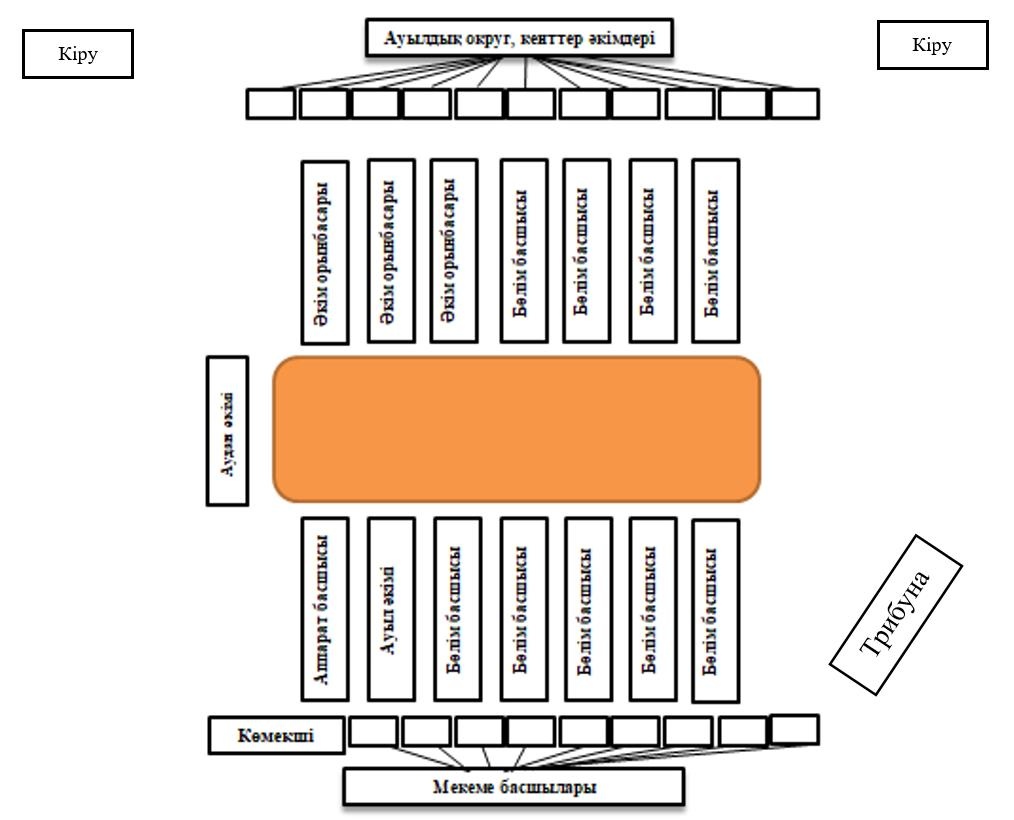 Кіру
Ауылдық округ, кенттер әкімдері
Кіру
Әкім орынбасары
Әкім орынбасары
Әкім орынбасары
Бөлім басшысы
Бөлім басшысы
Бөлім басшысы
Бөлім басшысы
Аудан әкімі
Аппарат басшысы
Ауыл әкімі
Бөлім басшысы
Бөлім басшысы
Бөлім басшысы
Бөлім басшысы
Бөлім басшысы
Трибуна
Көмекші
Мекеме басшылары